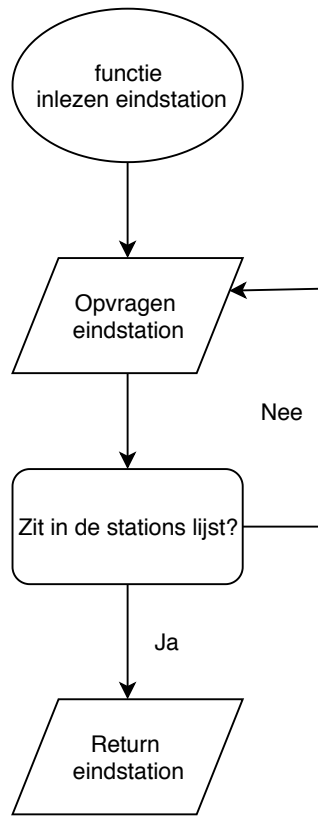 functie
inlezen eindstation
Opvragen
eindstation
Nee
Zit in de stations lijst?
Ja
Return
eindstation